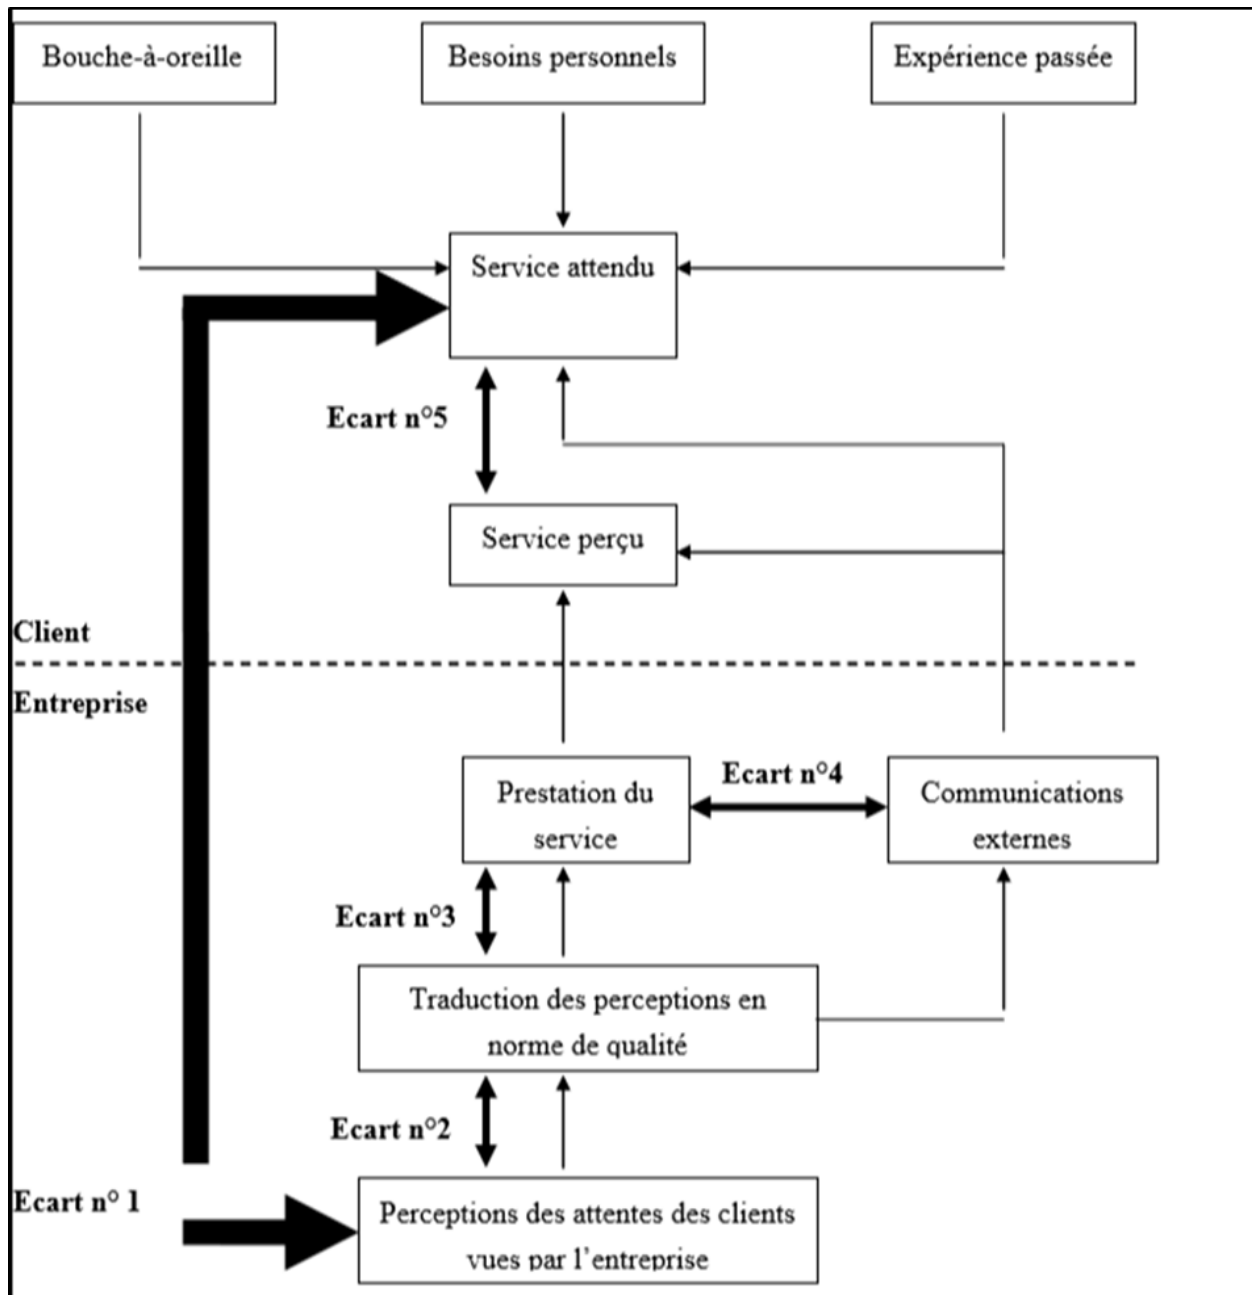 Bouche-à-oreille
Besoins personnels
Expérience passée
Service attendu
Ecart n°5
Service perçu
Client
Entreprise
Ecart n°4
Prestation du
service
Communications
externes
Ecart n°3
Traduction des perceptions en
norme de qualité
Ecart n°2
Ecart n° 1
Perceptions des attentes des clients
vues par l'entreprise